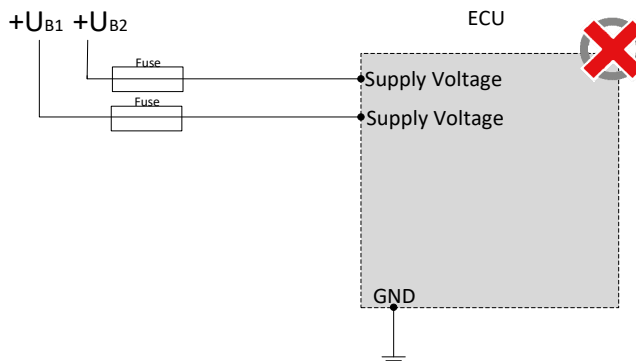 +UB1 +UB2
ECU
Fuse
Supply Voltage
Fuse
Supply Voltage
GND